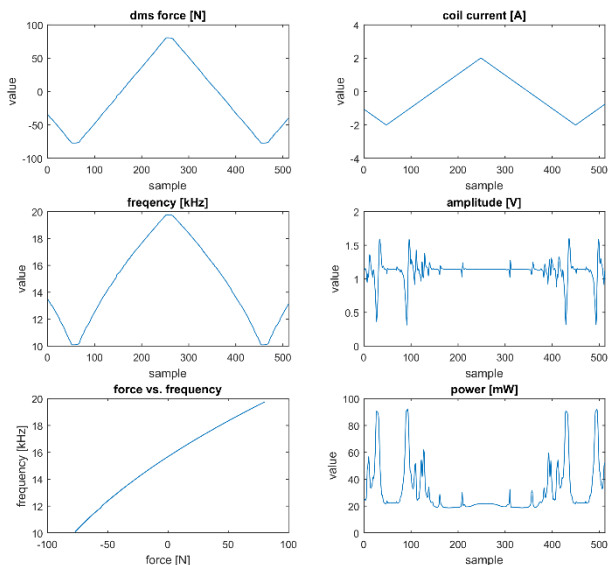 dms force [N]
100
50
0
-50
-100
value
0 100 200 300 400 500
sample
coil current [A]
4
2
0
-2
-4
value
0 100 200 300 400 500
sample
freqency [kHz]
20
18
16
14
12
10
value
0 100 200 300 400 500
sample
amplitude [V]
2
1.5
1
0.5
0
value
0 100 200 300 400 500
sample
force vs. frequency
20
18
16
14
12
10
frequency [kHz]
-100 -50 0 50 100
force [N]
power [mW]
100
80
60
40
20
0
value
0 100 200 300 400 500
sample